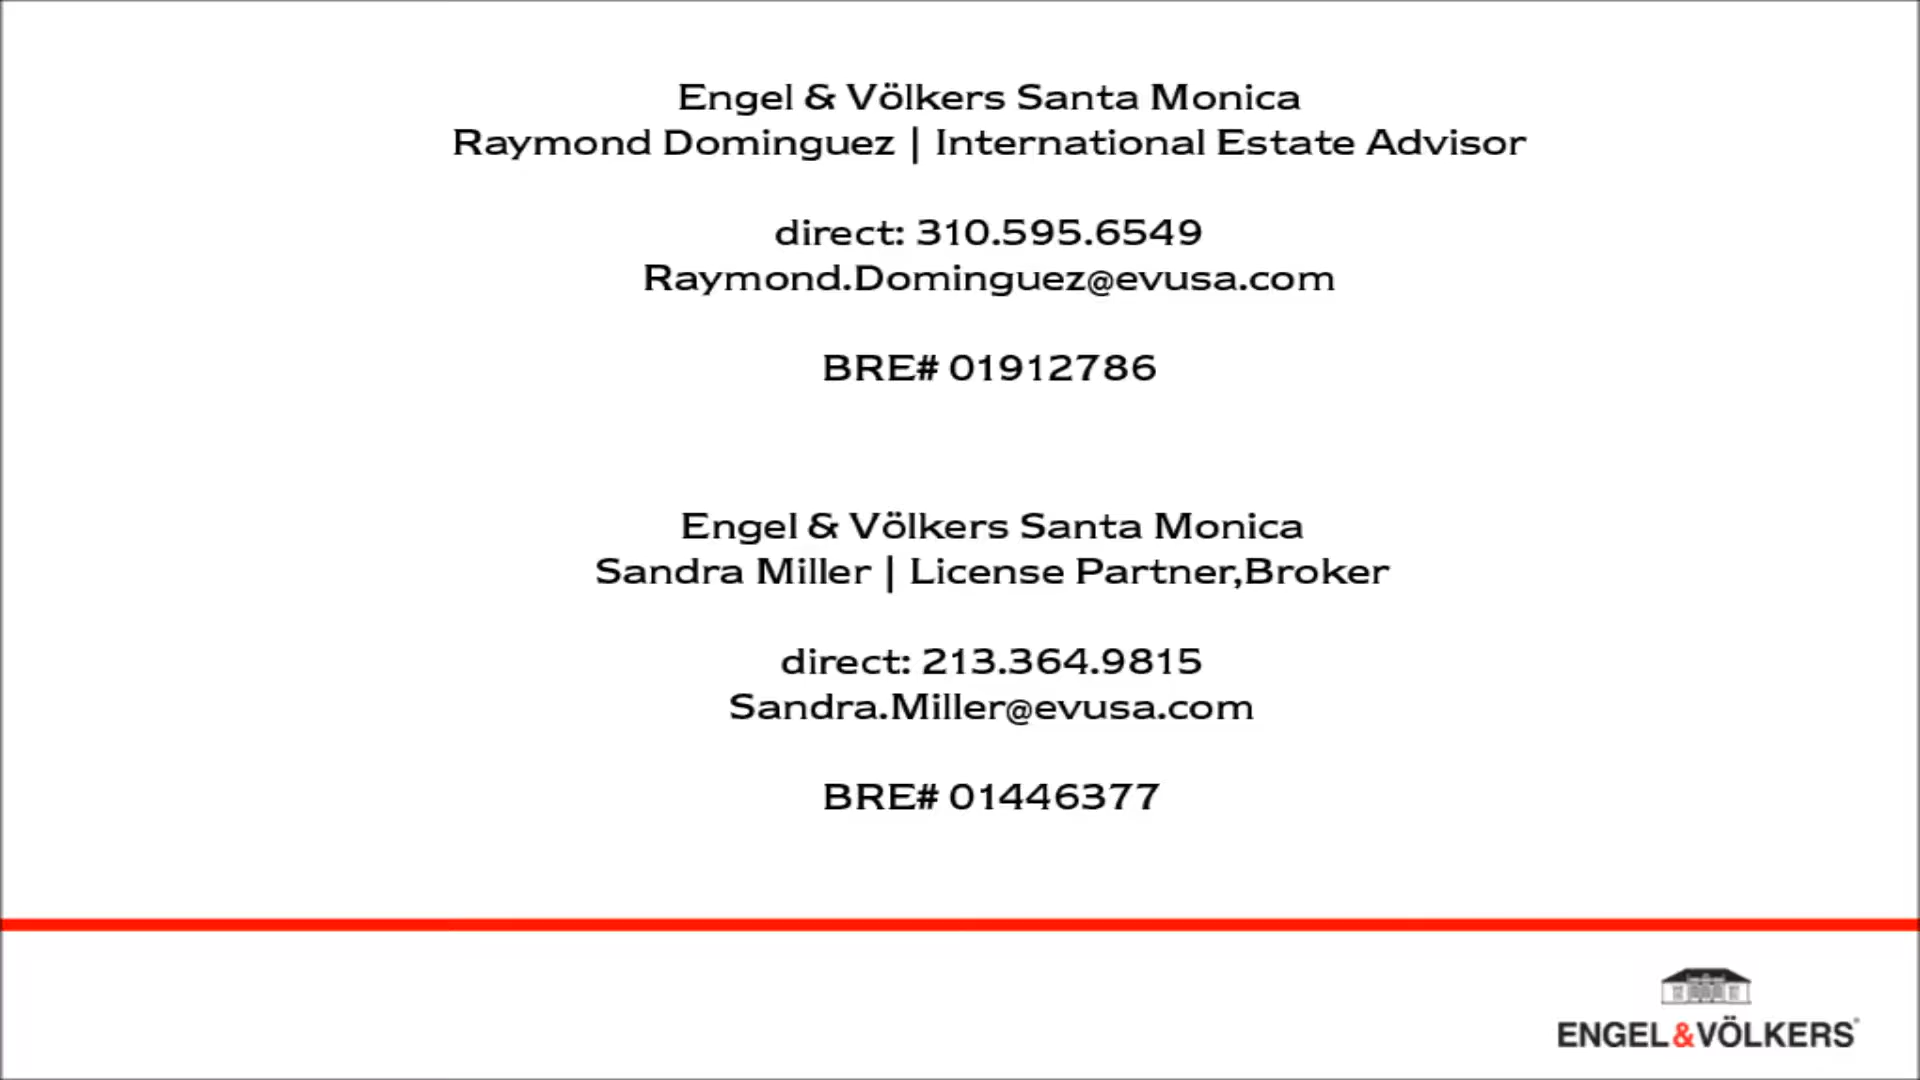 Engel & Völkers Santa Monica
Raymond Dominguez | International Estate Advisor
direct: 310.595.6549
Raymond.Dominguez@evusa.com
BRE# 01912786
Engel & Völkers Santa Monica
Sandra Miller | License Partner,Broker
direct: 213.364.9815
Sandra.Miller@evusa.com
BRE# 01446377
ENGEL&VÖLKERS